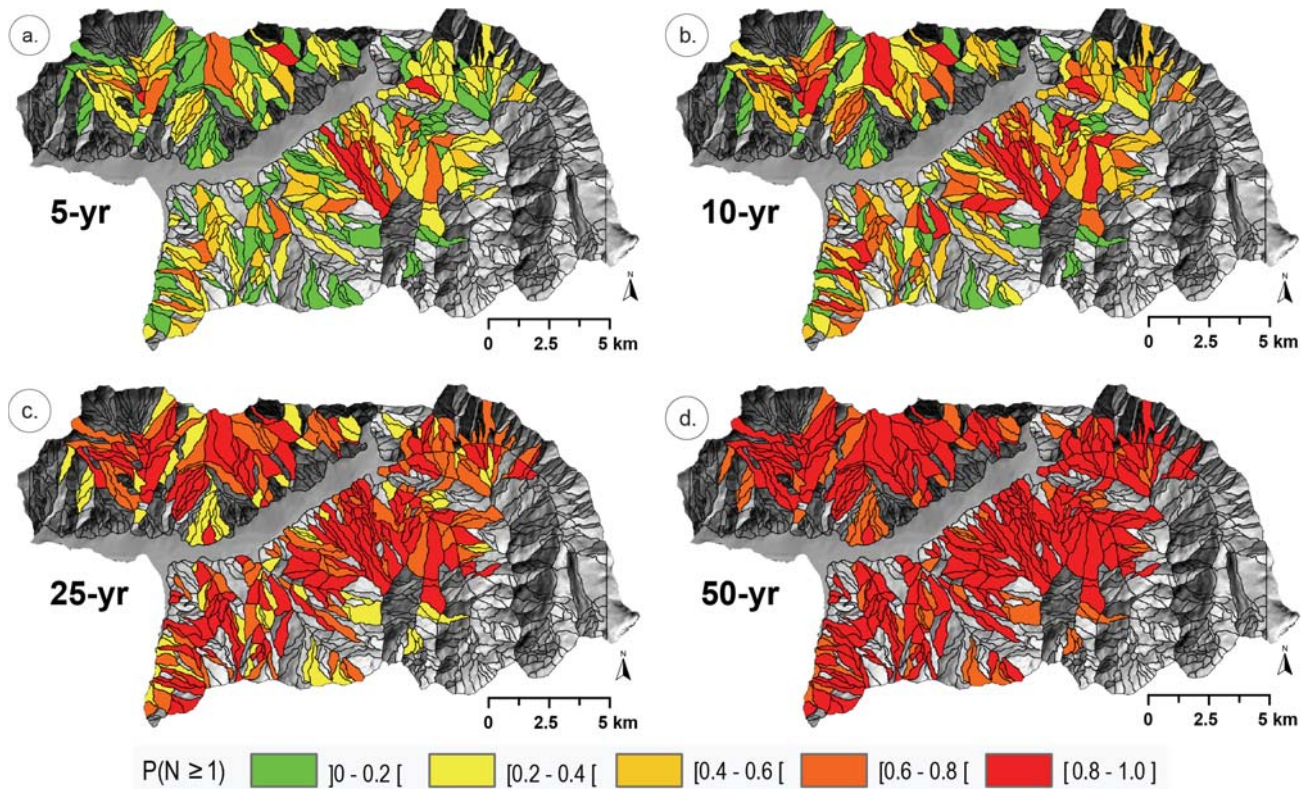 a.
5-yr
N
0 2.5 5 km
b.
10-yr
N
0 2.5 5 km
c.
25-yr
N
0 2.5 5 km
d.
50-yr
N
0 2.5 5 km
P(N ≥ 1) ]0 - 0.2 [ [0.2 - 0.4 [ [0.4 - 0.6 [ [0.6 - 0.8 [ [0.8 - 1.0 ]